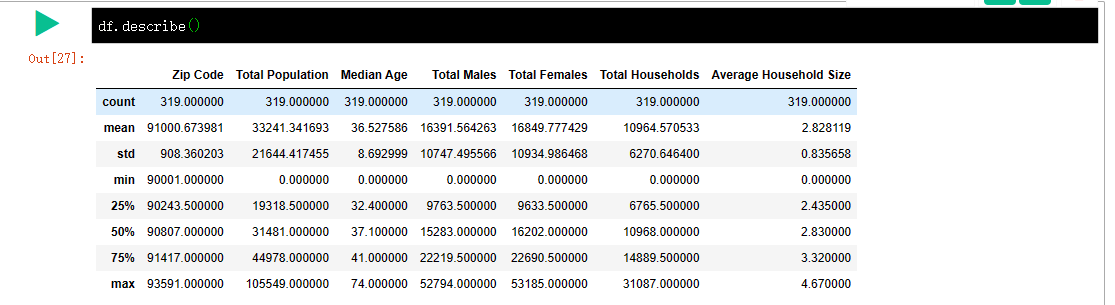 df.describe()
Out[27]:
Zip Code Total Population Median Age Total Males Total Females Total Households Average Household Size
count 319.000000 319.000000 319.000000 319.000000 319.000000 319.000000 319.000000
mean 91000.673981 33241.341693 36.527586 16391.564263 16849.777429 10964.570533 2.828119
std 908.360203 21644.417455 8.692999 10747.495566 10934.986468 6270.646400 0.835658
min 90001.000000 0.000000 0.000000 0.000000 0.000000 0.000000 0.000000
25% 90243.500000 19318.500000 32.400000 9763.500000 9633.500000 6765.500000 2.435000
50% 90807.000000 31481.000000 37.100000 15283.000000 16202.000000 10968.000000 2.830000
75% 91417.000000 44978.000000 41.000000 22219.500000 22690.500000 14889.500000 3.320000
max 93591.000000 105549.000000 74.000000 52794.000000 53185.000000 31087.000000 4.670000